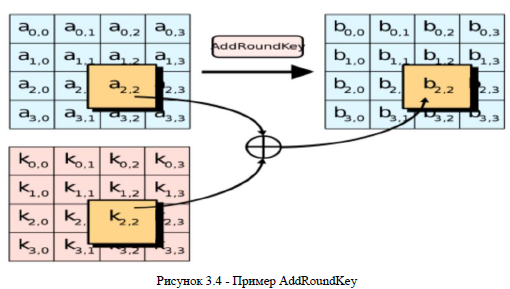 a0,0 a0,1 a0,2 a0,3
a1,0 a1,1 a1,2 a1,3
a2,0 a2, 2,3
a2,2
a3,0 a3,1 a3,2 a3,3
AddRoundKey
b0,0 b0,1 b0,2 b0,3
b1,0 b1,1 b1,2 b1,3
b2,0 b2, 2,3
b2,2
b3,0 b3,1 b3,2 b3,3
k0,0 k0,1 k0,2 k0,3
k1,0 k1,1 k1,2 k1,3
k2,0 k2, 2,3
k2,2
k3,0 k3,1 k3,2 k3,3
Рисунок 3.4 - Пример AddRoundKey